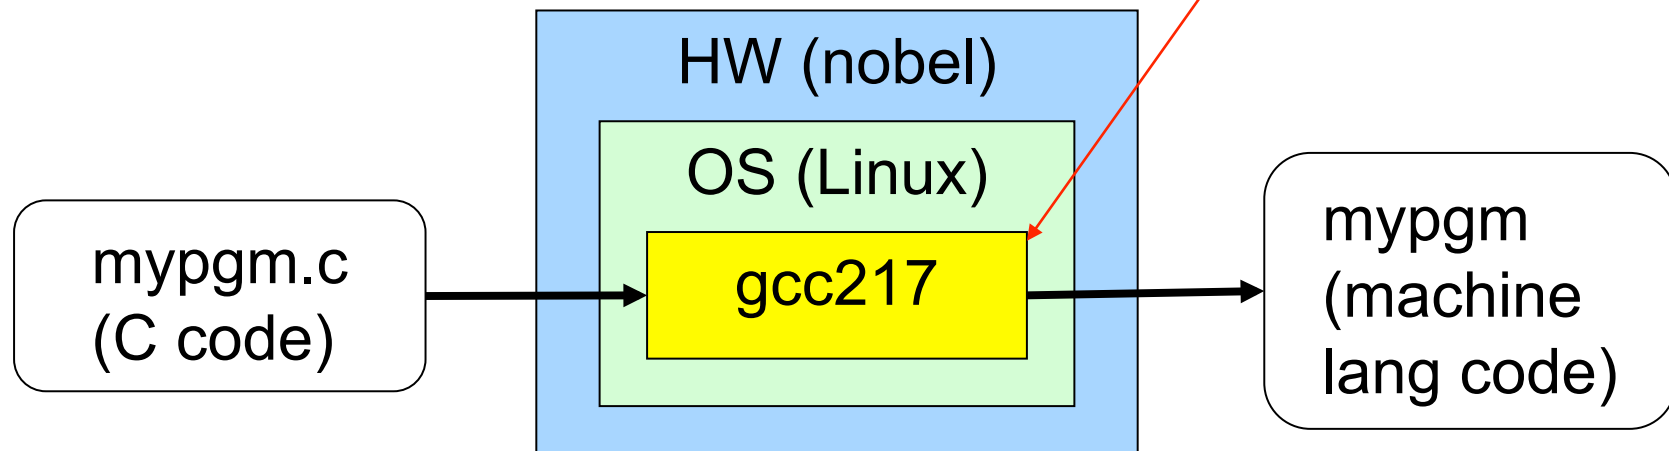 HW (nobel)
OS (Linux)
mypgm.c
(C code)
gcc217
mypgm
(machine
lang code)